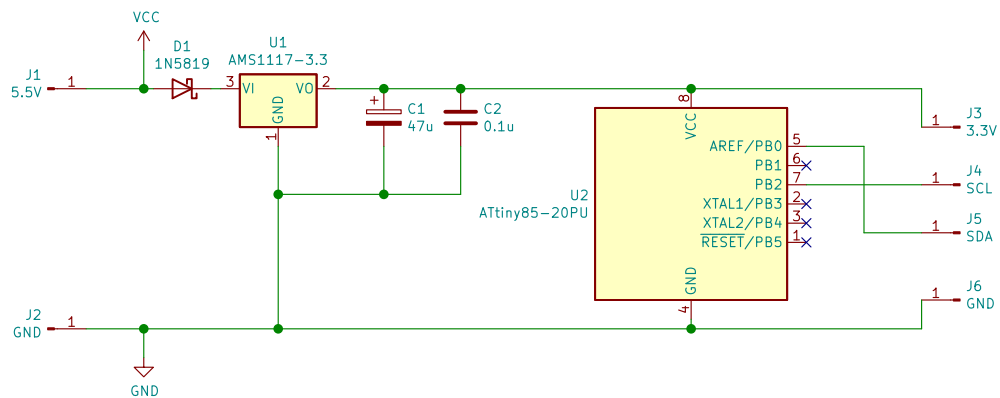 VCC
D1
1N5819
U1
AMS1117-3.3
J1
5.5V
1
3
VI
VO
2
GND
1
C1
47u
C2
0.1u
8
VCC
J3
3.3V
1
AREF/PB0
5
PB1
6
PB2
7
XTAL1/PB3
2
XTAL2/PB4
3
RESET/PB5
1
U2
ATtiny85-20PU
J4
SCL
1
J5
SDA
1
GND
4
J6
GND
1
J2
GND
1
GND